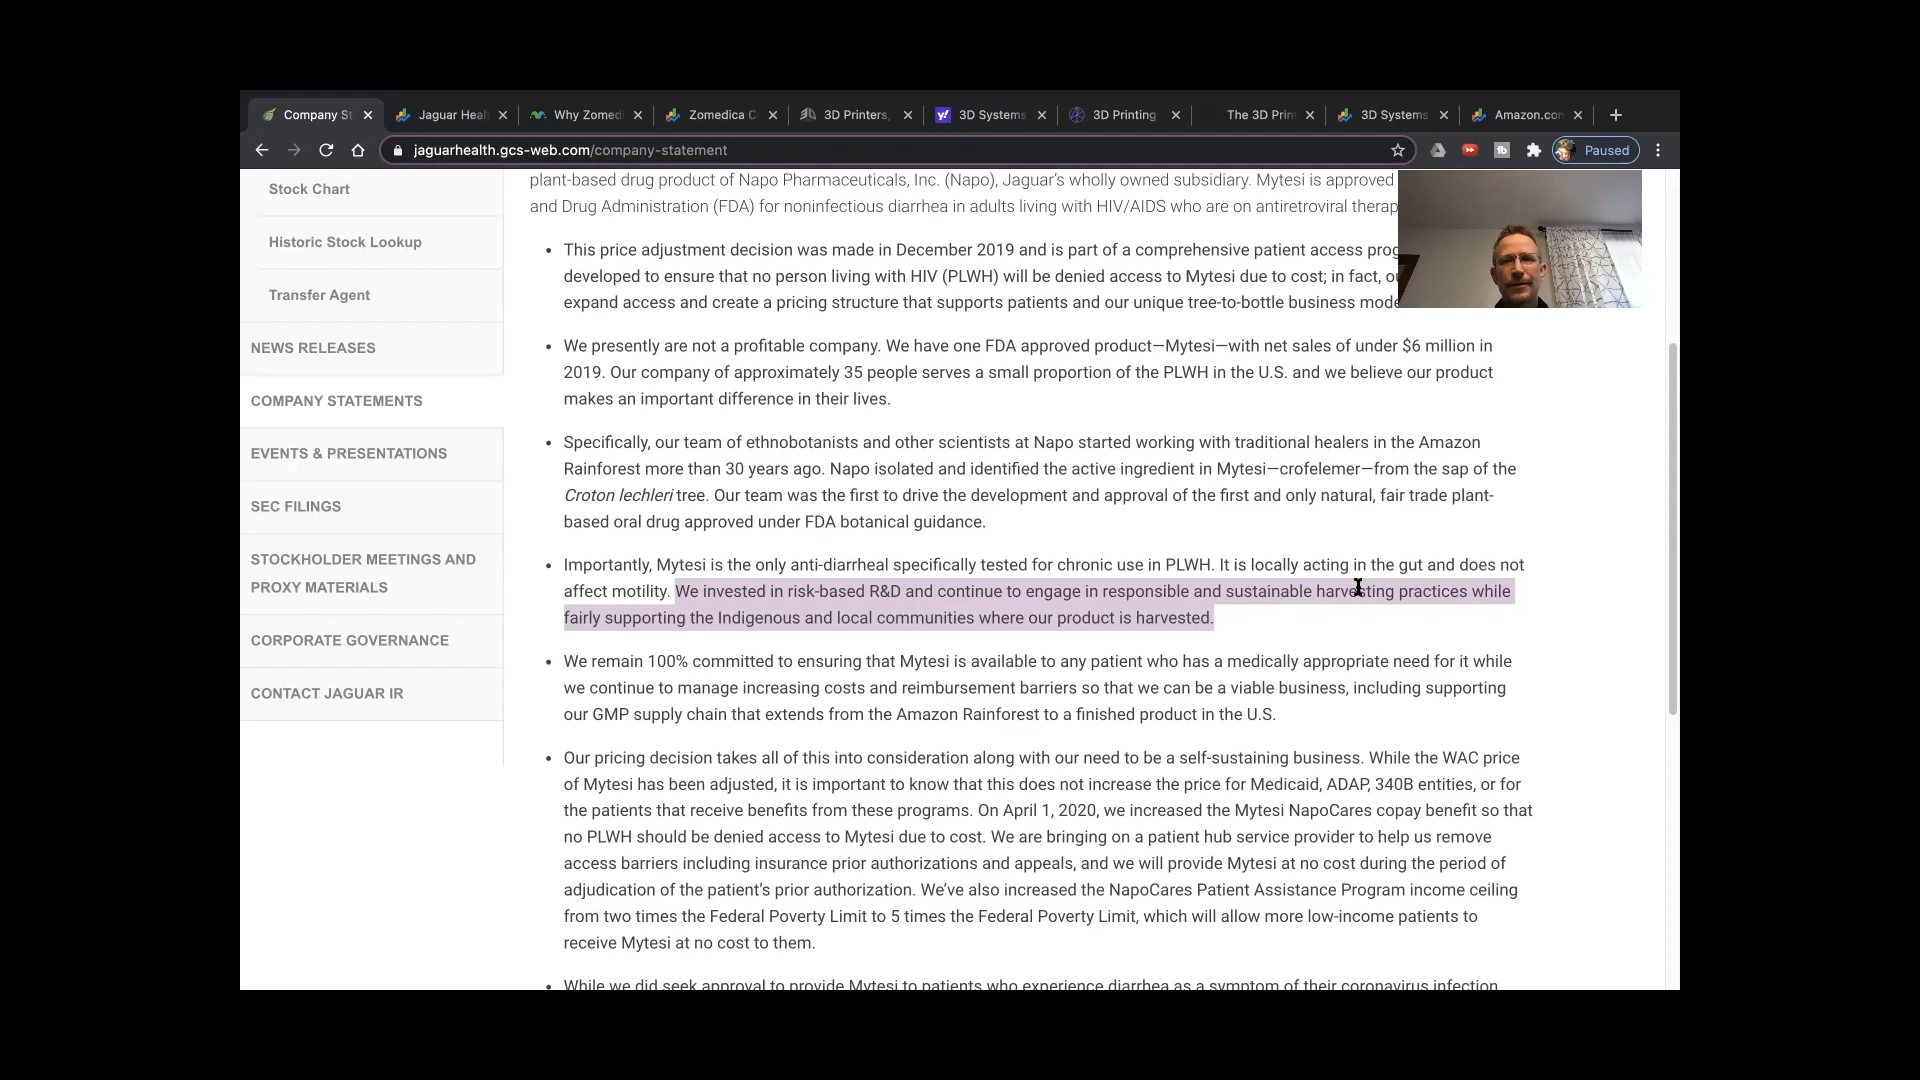 Company St
Jaguar Heal
Why Zomed
Zomedica C
3D Printers,
3D Systems
3D Printing
The 3D Prin
3D Systems
Amazon.con
jaguarhealth.gcs-web.com/company-statement
Paused
Stock Chart
Historic Stock Lookup
Transfer Agent
NEWS RELEASES
COMPANY STATEMENTS
EVENTS & PRESENTATIONS
SEC FILINGS
STOCKHOLDER MEETINGS AND
PROXY MATERIALS
CORPORATE GOVERNANCE
CONTACT JAGUAR IR
plant-based drug product of Napo Pharmaceuticals, Inc. (Napo), Jaguar's wholly owned subsidiary. Mytesi is approved
and Drug Administration (FDA) for noninfectious diarrhea in adults living with HIV/AIDS who are on antiretroviral therap
• This price adjustment decision was made in December 2019 and is part of a comprehensive patient access prog
developed to ensure that no person living with HIV (PLWH) will be denied access to Mytesi due to cost; in fact, ou
expand access and create a pricing structure that supports patients and our unique tree-to-bottle business mode
• We presently are not a profitable company. We have one FDA approved product—Mytesi—with net sales of under $6 million in
2019. Our company of approximately 35 people serves a small proportion of the PLWH in the U.S. and we believe our product
makes an important difference in their lives.
• Specifically, our team of ethnobotanists and other scientists at Napo started working with traditional healers in the Amazon
Rainforest more than 30 years ago. Napo isolated and identified the active ingredient in Mytesi—crofelemer—from the sap of the
Croton lechleri tree. Our team was the first to drive the development and approval of the first and only natural, fair trade plant-
based oral drug approved under FDA botanical guidance.
• Importantly, Mytesi is the only anti-diarrheal specifically tested for chronic use in PLWH. It is locally acting in the gut and does not
affect motility. We invested in risk-based R&D and continue to engage in responsible and sustainable harvesting practices while
fairly supporting the Indigenous and local communities where our product is harvested.
• We remain 100% committed to ensuring that Mytesi is available to any patient who has a medically appropriate need for it while
we continue to manage increasing costs and reimbursement barriers so that we can be a viable business, including supporting
our GMP supply chain that extends from the Amazon Rainforest to a finished product in the U.S.
• Our pricing decision takes all of this into consideration along with our need to be a self-sustaining business. While the WAC price
of Mytesi has been adjusted, it is important to know that this does not increase the price for Medicaid, ADAP, 340B entities, or for
the patients that receive benefits from these programs. On April 1, 2020, we increased the Mytesi NapoCares copay benefit so that
no PLWH should be denied access to Mytesi due to cost. We are bringing on a patient hub service provider to help us remove
access barriers including insurance prior authorizations and appeals, and we will provide Mytesi at no cost during the period of
adjudication of the patient's prior authorization. We've also increased the NapoCares Patient Assistance Program income ceiling
from two times the Federal Poverty Limit to 5 times the Federal Poverty Limit, which will allow more low-income patients to
receive Mytesi at no cost to them.
• While we did seek approval to provide Mytesi to patients who experience diarrhea as a symptom of their coronavirus infection